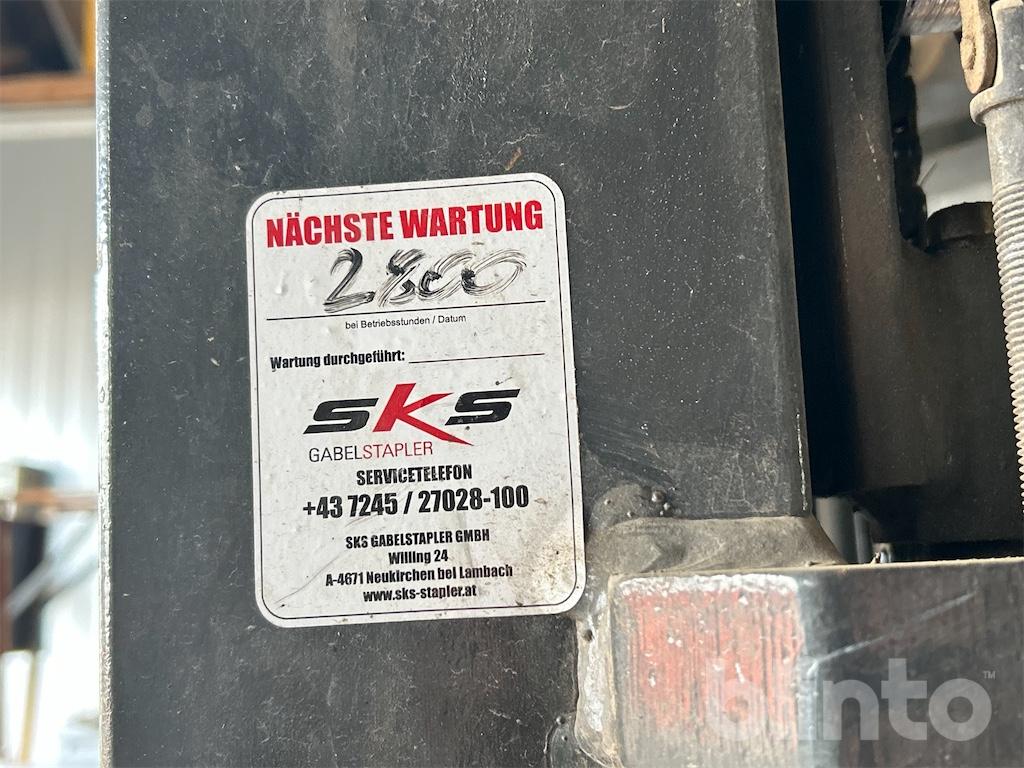 NÄCHSTE WARTUNG
2800
bei Betriebsstunden / Datum
Wartung durchgeführt:
SKS
GABELSTAPLER
SERVICETELEFON
+43 7245 / 27028-100
SKS GABELSTAPLER GMBH
Willing 24
A-4671 Neukirchen bei Lambach
www.sks-stapler.at
blinto™